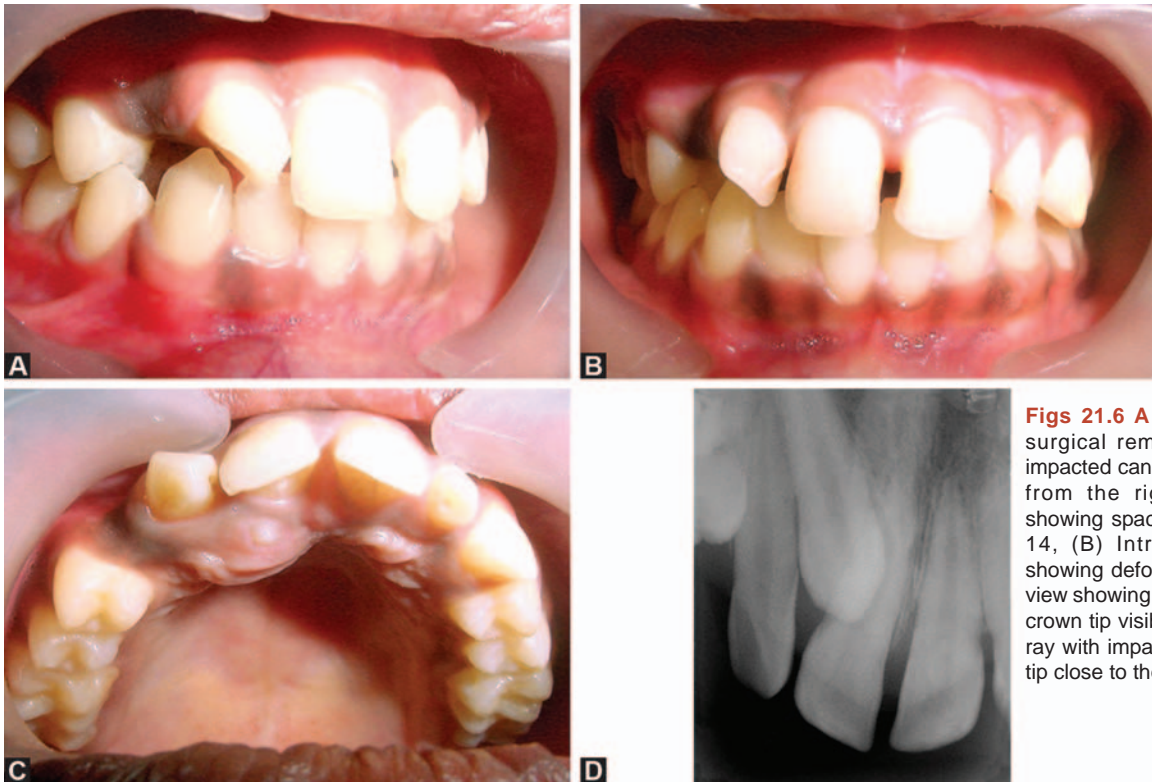 A
B
C
D
Figs 21.6 A
surgical rem
impacted can
from the rig
showing spac
14, (B) Intr
showing defo
view showing
crown tip visil
ray with impa
tip close to the